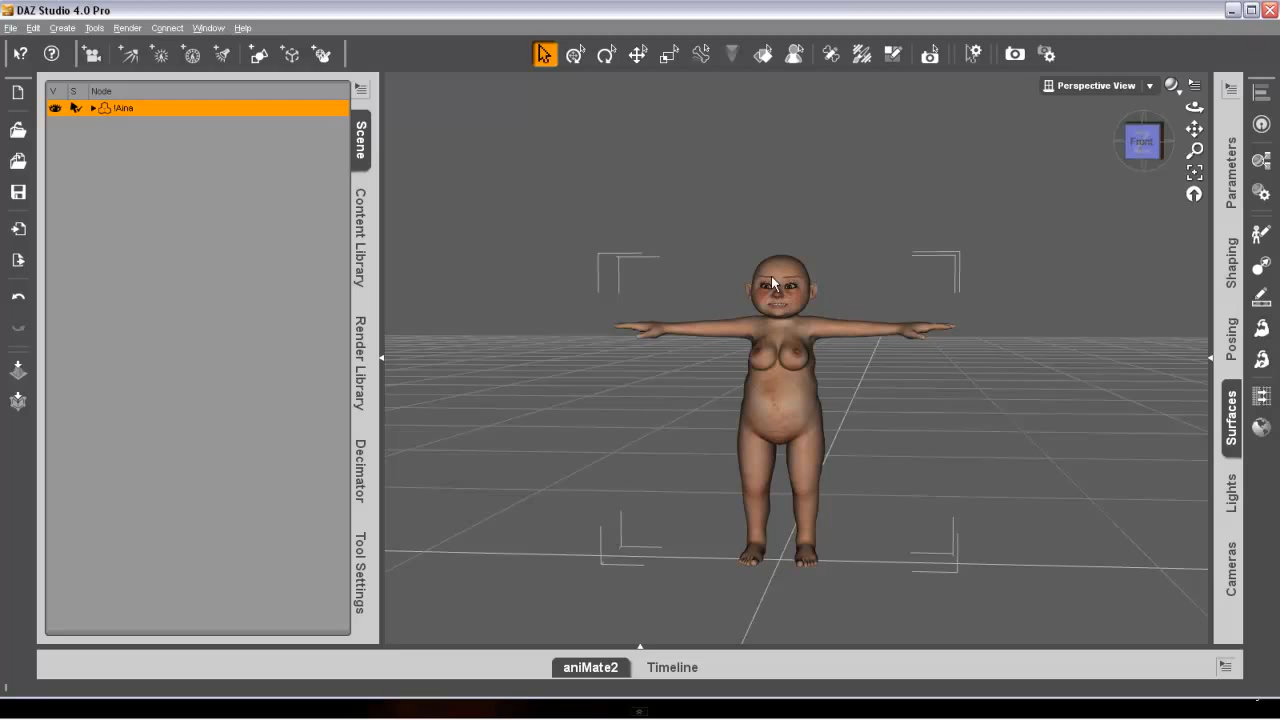 DAZ Studio 4.0 Pro
File Edit Create Tools Render Connect Window Help
V S Node
!Aina
Scene
Content Library
Render Library
Decimator
Tool Settings
Perspective View
Front
Parameters
Shaping
Posing
Surfaces
Lights
Cameras
aniMate2 Timeline